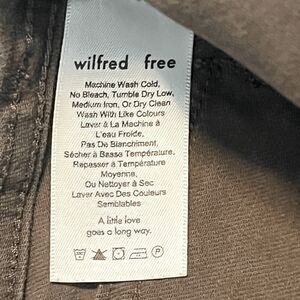 wilfred free
Machine Wash Cold,
No Bleach, Tumble Dry Low,
Medium Iron, Or Dry Clean
Wash With Like Colours
Laver à La Machine à
L'eau Froide,
Pas De Blanchiment,
Sécher à Basse Température,
Repasser à Température
Moyenne,
Ou Nettoyer à Sec
Laver Avec Des Couleurs
Semblables
A little love
goes a long way.
P